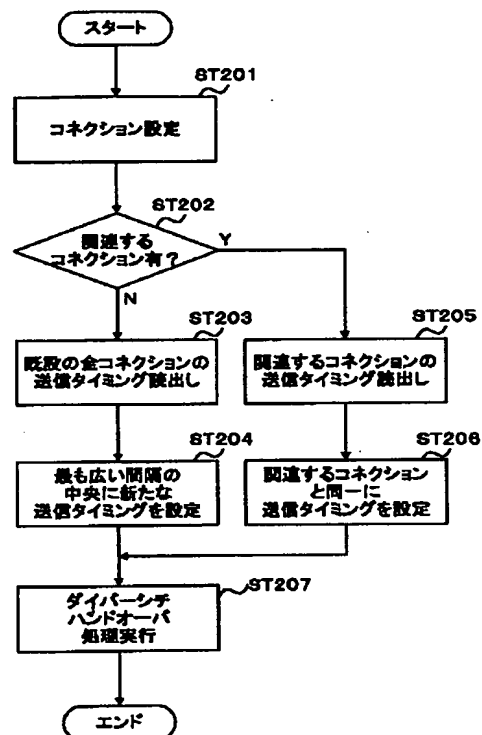 スタート
ST201
コネクション設定
ST202
関連する
コネクション有?
Y
N
ST203
既設の全コネクションの
送信タイミング読出し
ST205
関連するコネクションの
送信タイミング読出し
ST204
最も広い間隔の
中央に新たな
送信タイミングを設定
ST206
関連するコネクション
と同一に
送信タイミングを設定
ST207
ダイバーシチ
ハンドオーバ
処理実行
エンド